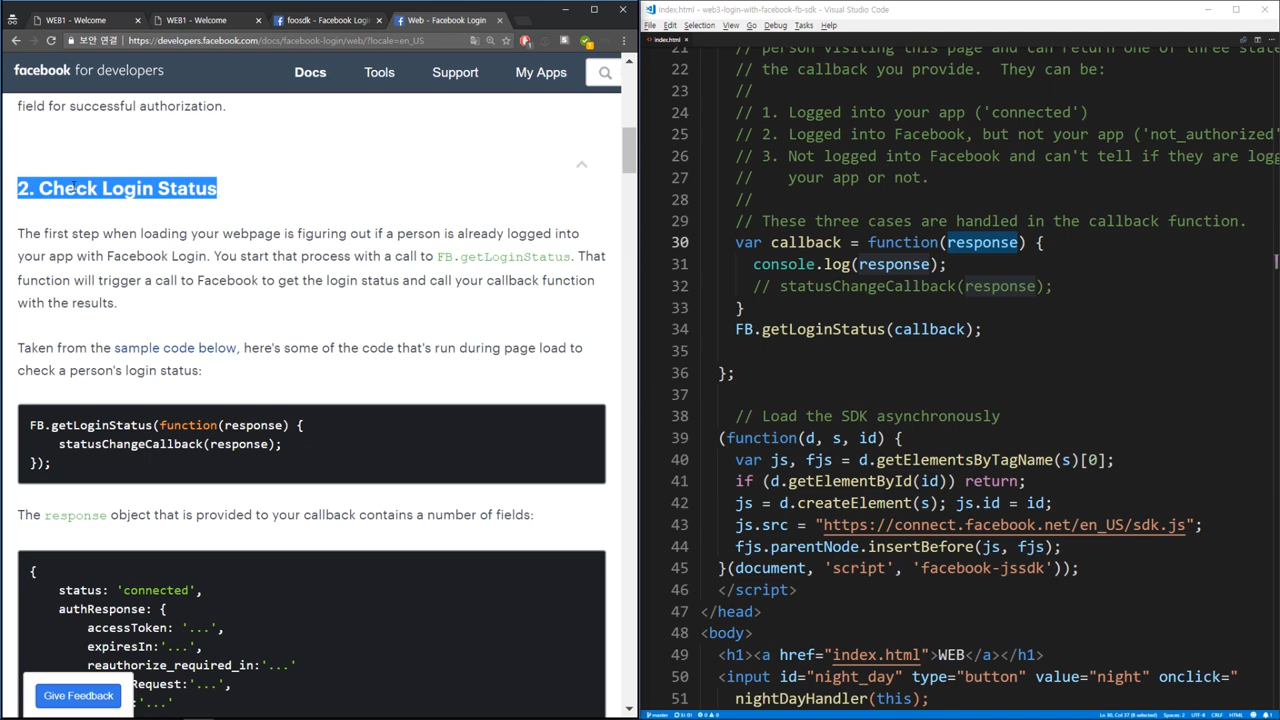 WEB1 - Welcome
WEB1 - Welcome
foosdk - Facebook Logi
Web - Facebook Login
보안 연결
https://developers.facebook.com/docs/facebook-login/web/?locale=en_US
facebook for developers
Docs
Tools
Support
My Apps
field for successful authorization.
2. Check Login Status
The first step when loading your webpage is figuring out if a person is already logged into
your app with Facebook Login. You start that process with a call to FB.getLoginStatus. That
function will trigger a call to Facebook to get the login status and call your callback function
with the results.
Taken from the sample code below, here's some of the code that's run during page load to
check a person's login status:
FB.getLoginStatus(function(response) {
statusChangeCallback(response);
});
The response object that is provided to your callback contains a number of fields:
{
status: 'connected',
authResponse: {
accessToken: '...',
expiresIn:'...',
reauthorize_required_in:'...'
Request:'...',
'...'
Give Feedback
index.html - web3-login-with-facebook-fb-sdk - Visual Studio Code
File Edit Selection View Go Debug Tasks Help
index.html
21 // person visiting this page and can return one of three state
22 // the callback you provide. They can be:
23 //
24 // 1. Logged into your app ('connected')
25 // 2. Logged into Facebook, but not your app ('not_authorized'
26 // 3. Not logged into Facebook and can't tell if they are logg
27 // your app or not.
28 //
29 // These three cases are handled in the callback function.
30 var callback = function(response) {
31 console.log(response);
32 // statusChangeCallback(response);
33 }
34 FB.getLoginStatus(callback);
35
36 };
37
38 // Load the SDK asynchronously
39 (function(d, s, id) {
40 var js, fjs = d.getElementsByTagName(s)[0];
41 if (d.getElementById(id)) return;
42 js = d.createElement(s); js.id = id;
43 js.src = "https://connect.facebook.net/en_US/sdk.js";
44 fjs.parentNode.insertBefore(js, fjs);
45 }(document, 'script', 'facebook-jssdk'));
46 </script>
47 </head>
48 <body>
49 <h1><a href="index.html">WEB</a></h1>
50 <input id="night_day" type="button" value="night" onclick="
51 nightDayHandler(this);
master
Ln 30, Col 37 (8 selected) Spaces: 2 UTF-8 CRLF HTML